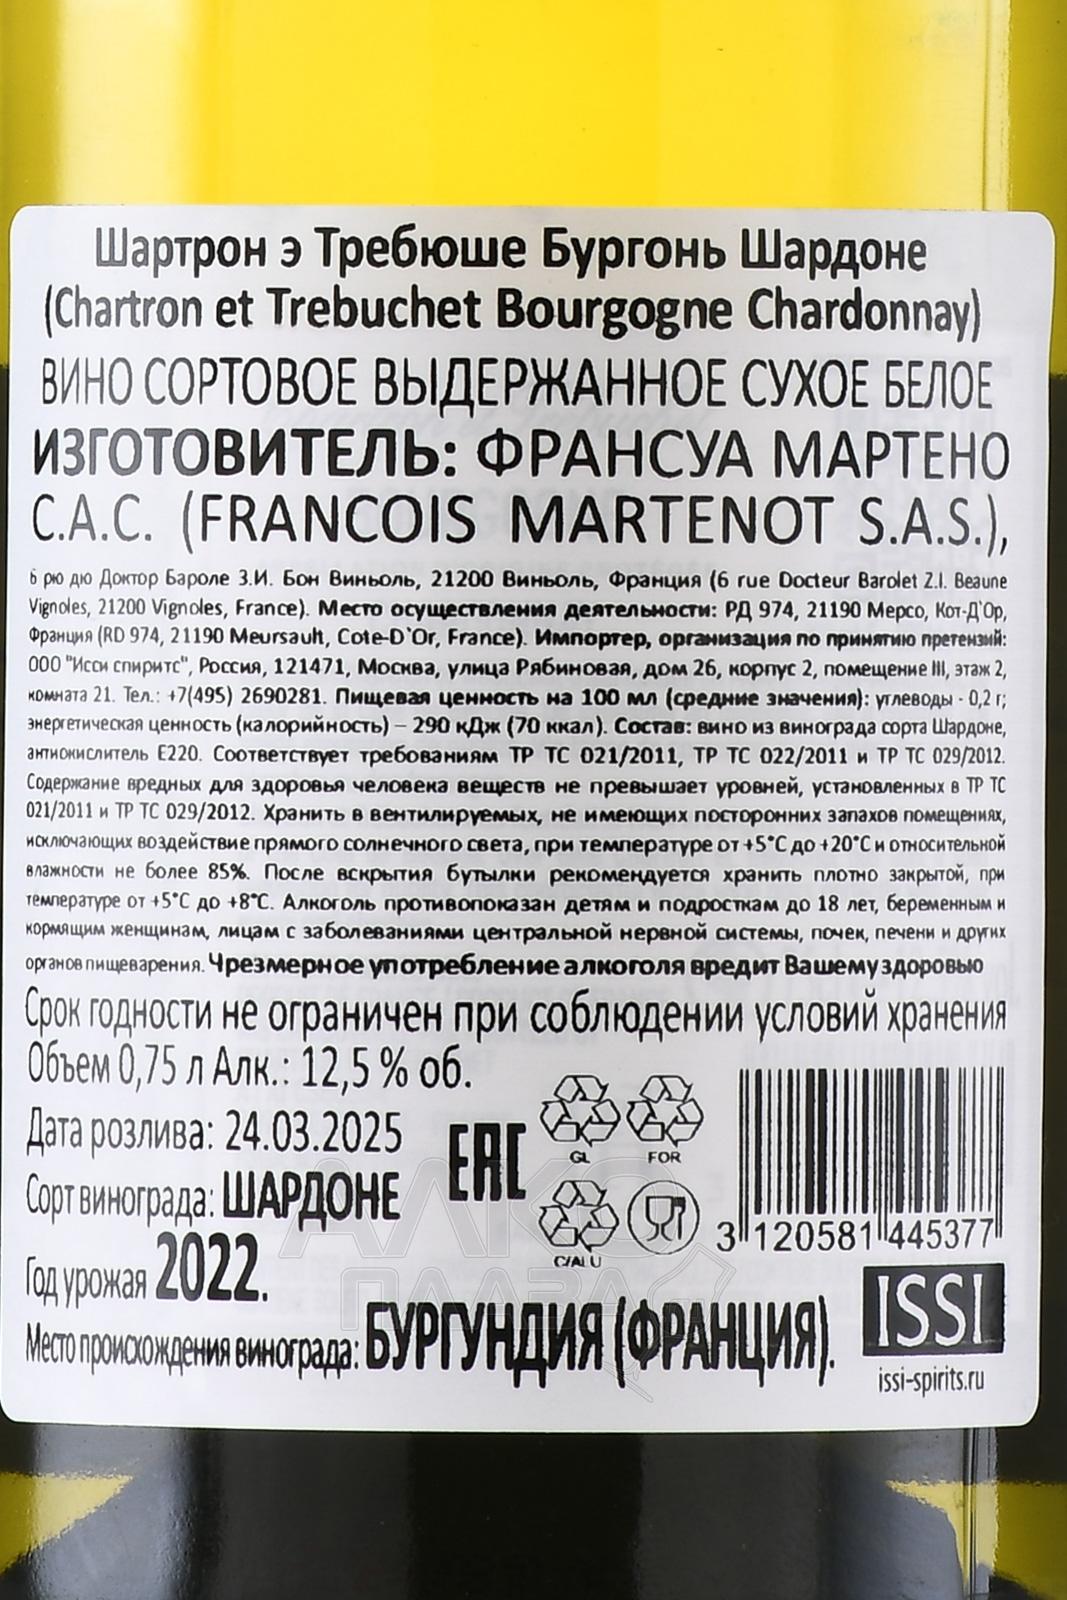 Шартрон э Требюше Бургонь Шардоне
(Chartron et Trebuchet Bourgogne Chardonnay)
ВИНО СОРТОВОЕ ВЫДЕРЖАННОЕ СУХОЕ БЕЛОЕ
ИЗГОТОВИТЕЛЬ: ФРАНСУА МАРТЕНО
С.А.С. (FRANCOIS MARTENOT S.A.S.),
6 рю дю Доктор Бароле З.И. Бон Виньоль, 21200 Виньоль, Франция (6 rue Docteur Barolet Z.I. Beaune
Vignoles, 21200 Vignoles, France). Место осуществления деятельности: РД 974, 21190 Мерсо, Кот-Д`Ор,
Франция (RD 974, 21190 Meursault, Cote-D`Or, France). Импортер, организация по принятию претензий:
ООО "Исси спиритс", Россия, 121471, Москва, улица Рябиновая, дом 26, корпус 2, помещение III, этаж 2,
комната 21. Тел.: +7(495) 2690281. Пищевая ценность на 100 мл (средние значения): углеводы - 0,2 г;
энергетическая ценность (калорийность) – 290 кДж (70 ккал). Состав: вино из винограда сорта Шардоне,
антиокислитель Е220. Соответствует требованиям ТР ТС 021/2011, ТР ТС 022/2011 и ТР ТС 029/2012.
Содержание вредных для здоровья человека веществ не превышает уровней, установленных в ТР ТС
021/2011 и ТР ТС 029/2012. Хранить в вентилируемых, не имеющих посторонних запахов помещениях,
исключающих воздействие прямого солнечного света, при температуре от +5°С до +20°С и относительной
влажности не более 85%. После вскрытия бутылки рекомендуется хранить плотно закрытой, при
температуре от +5°С до +8°С. Алкоголь противопоказан детям и подросткам до 18 лет, беременным и
кормящим женщинам, лицам с заболеваниями центральной нервной системы, почек, печени и других
органов пищеварения. Чрезмерное употребление алкоголя вредит Вашему здоровью
Срок годности не ограничен при соблюдении условий хранения
Объем 0,75 л Алк.: 12,5 % об.
Дата розлива: 24.03.2025
EAC
GL FOR
Сорт винограда: ШАРДОНЕ
C/ALU
3 120581 445377
Год урожая 2022.
АЛКО
ПЛАЗА
ISSI
Место происхождения винограда: БУРГУНДИЯ (ФРАНЦИЯ).
issi-spirits.ru